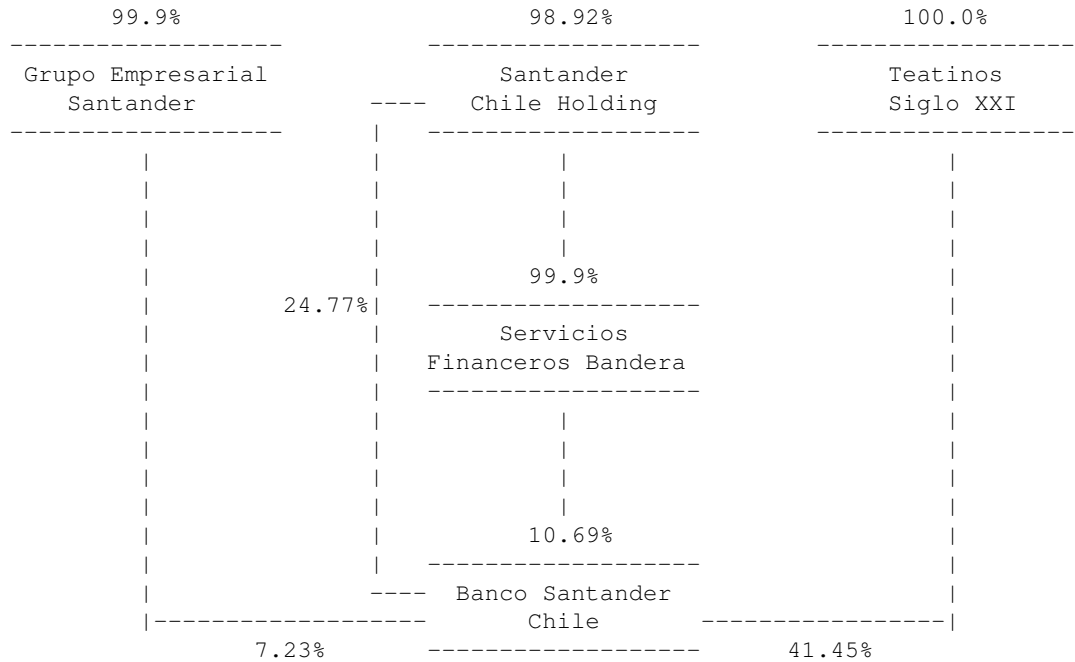 99.9% 98.92% 100.0%
Grupo Empresarial Santander Teatinos
Santander Chile Holding Siglo XXI
99.9%
24.77%
Servicios
Financeros Bandera
10.69%
Banco Santander
Chile
7.23% 41.45%